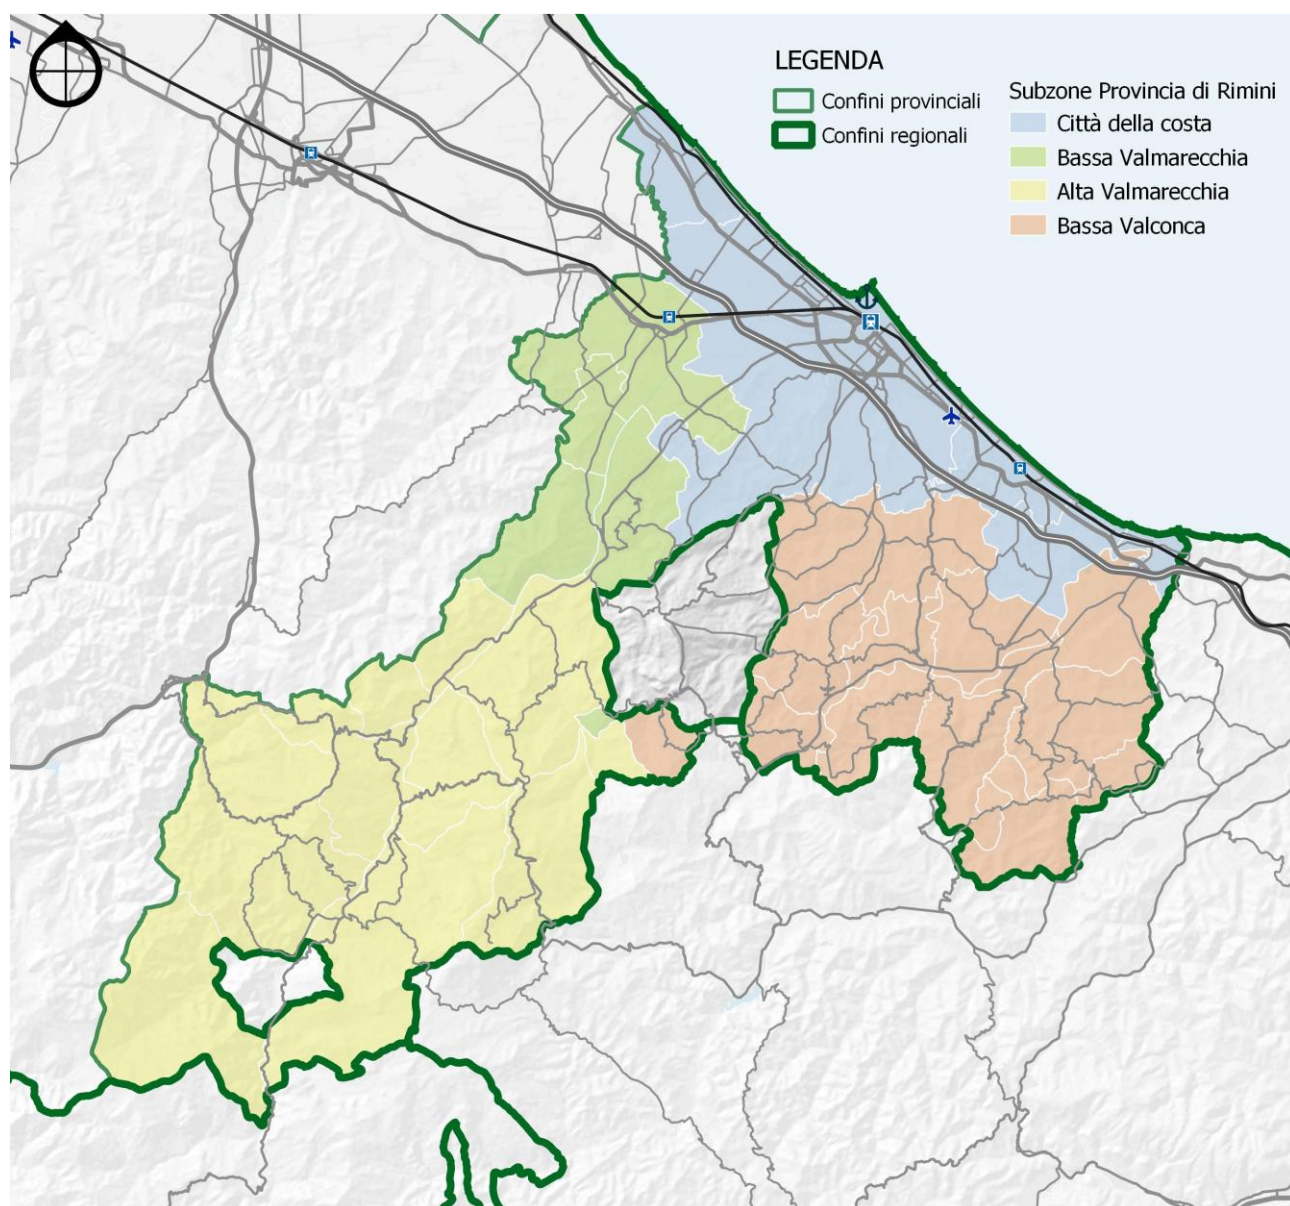 LEGENDA
Confini provinciali
Confini regionali
Subzone Provincia di Rimini
Città della costa
Bassa Valmarecchia
Alta Valmarecchia
Bassa Valconca